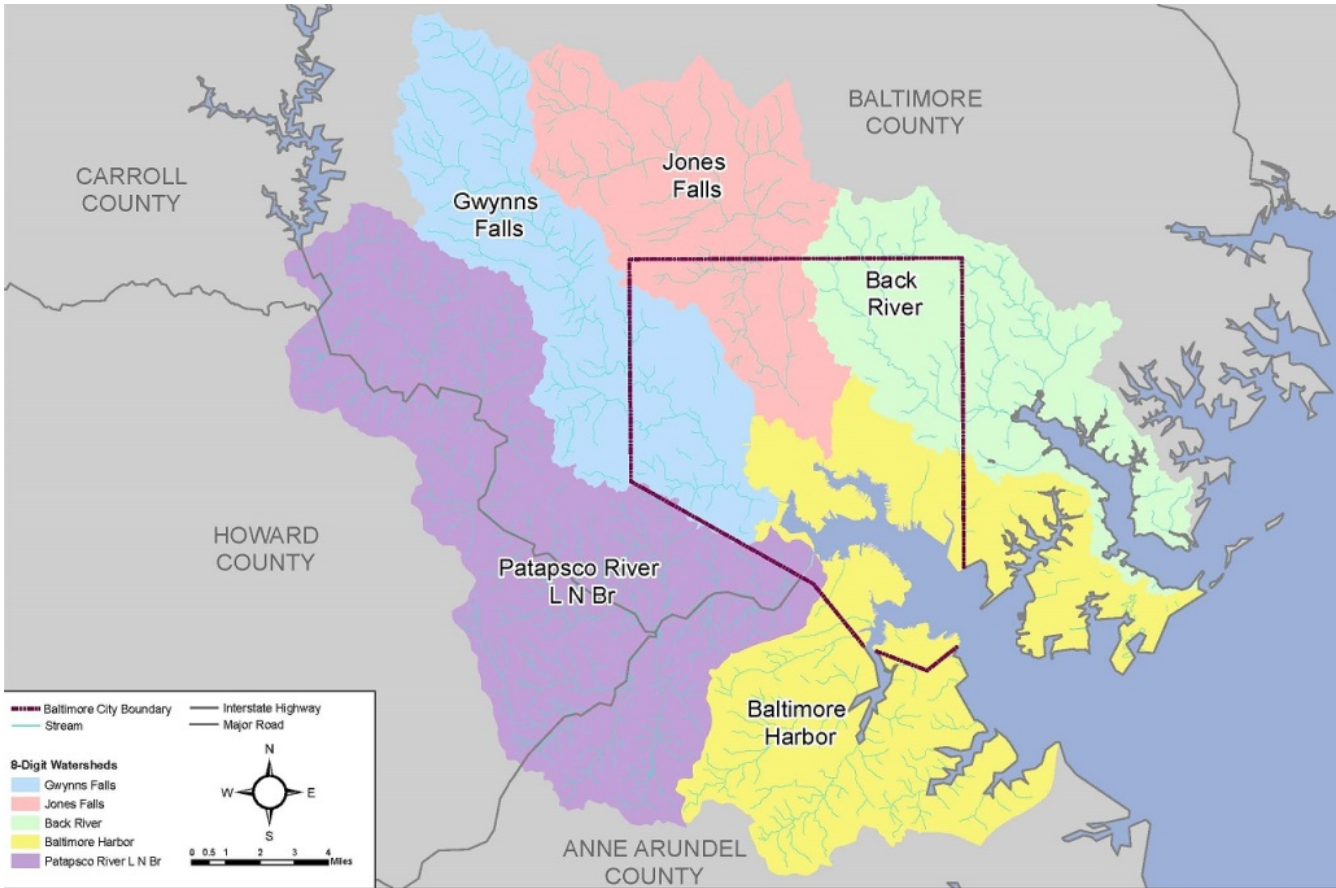 BALTIMORE
COUNTY
CARROLL
COUNTY
Jones
Falls
Gwynns
Falls
Back
River
HOWARD
COUNTY
Patapsco River
L N Br
Baltimore
Harbor
ANNE ARUNDEL
COUNTY
Baltimore City Boundary
Interstate Highway
Stream
Major Road
8-Digit Watersheds
Gwynns Falls
Jones Falls
Back River
Baltimore Harbor
Patapsco River L N Br
N
W E
S
0 0.5 1 2 3 4
Miles